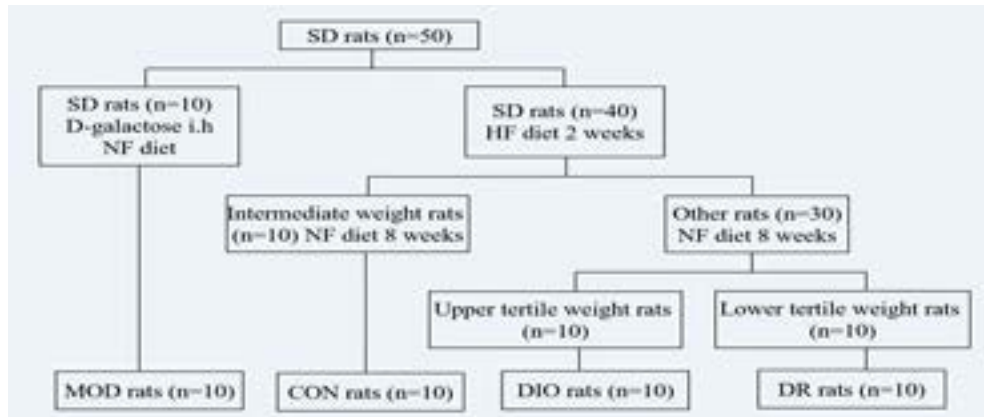 SD rats (n=50)
SD rats (n=10)
D-galactose i.h
NF diet
SD rats (n=40)
HF diet 2 weeks
Intermediate weight rats
(n=10) NF diet 8 weeks
Other rats (n=30)
NF diet 8 weeks
Upper tertile weight rats
(n=10)
Lower tertile weight rats
(n=10)
MOD rats (n=10)
CON rats (n=10)
DIO rats (n=10)
DR rats (n=10)